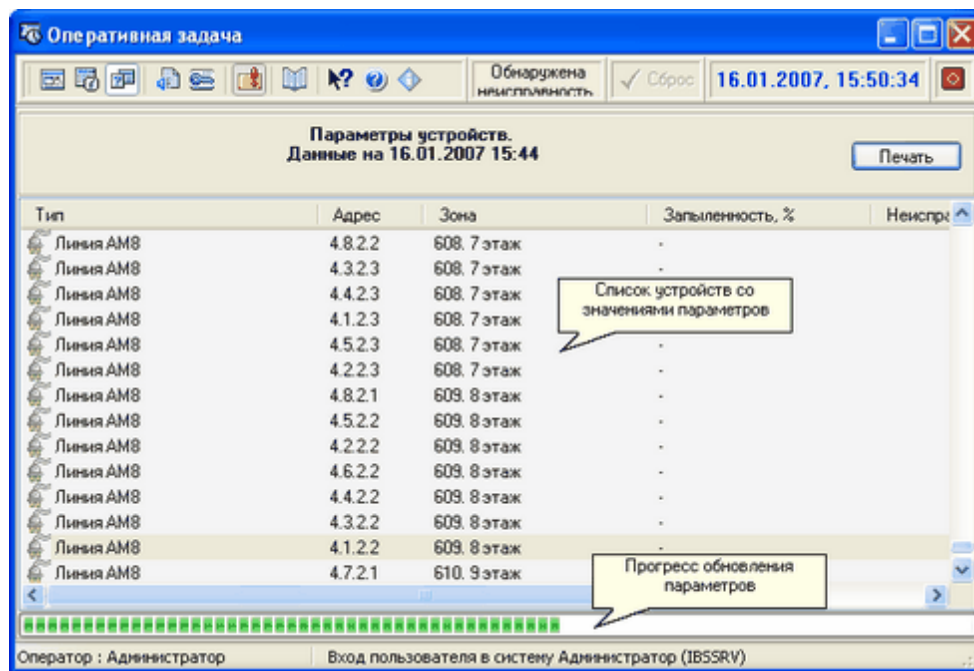 Оперативная задача
Обнаружена
неисправность
Сброс
16.01.2007, 15:50:34
Параметры устройств.
Данные на 16.01.2007 15:44
Печать
Тип Адрес Зона Запыленность, % Неиспра
Линия АМ8 4.8.2.2 608. 7 этаж -
Линия АМ8 4.3.2.3 608. 7 этаж -
Линия АМ8 4.4.2.3 608. 7 этаж
Линия АМ8 4.1.2.3 608. 7 этаж
Линия АМ8 4.5.2.3 608. 7 этаж -
Линия АМ8 4.2.2.3 608. 7 этаж -
Линия АМ8 4.8.2.1 609. 8 этаж -
Линия АМ8 4.5.2.2 609. 8 этаж -
Линия АМ8 4.2.2.2 609. 8 этаж -
Линия АМ8 4.6.2.2 609. 8 этаж -
Линия АМ8 4.4.2.2 609. 8 этаж -
Линия АМ8 4.3.2.2 609. 8 этаж -
Линия АМ8 4.1.2.2 609. 8 этаж -
Линия АМ8 4.7.2.1 610. 9 этаж
Список устройств со
значениями параметров
Прогресс обновления
параметров
Оператор : Администратор Вход пользователя в систему Администратор (IBSSRV)